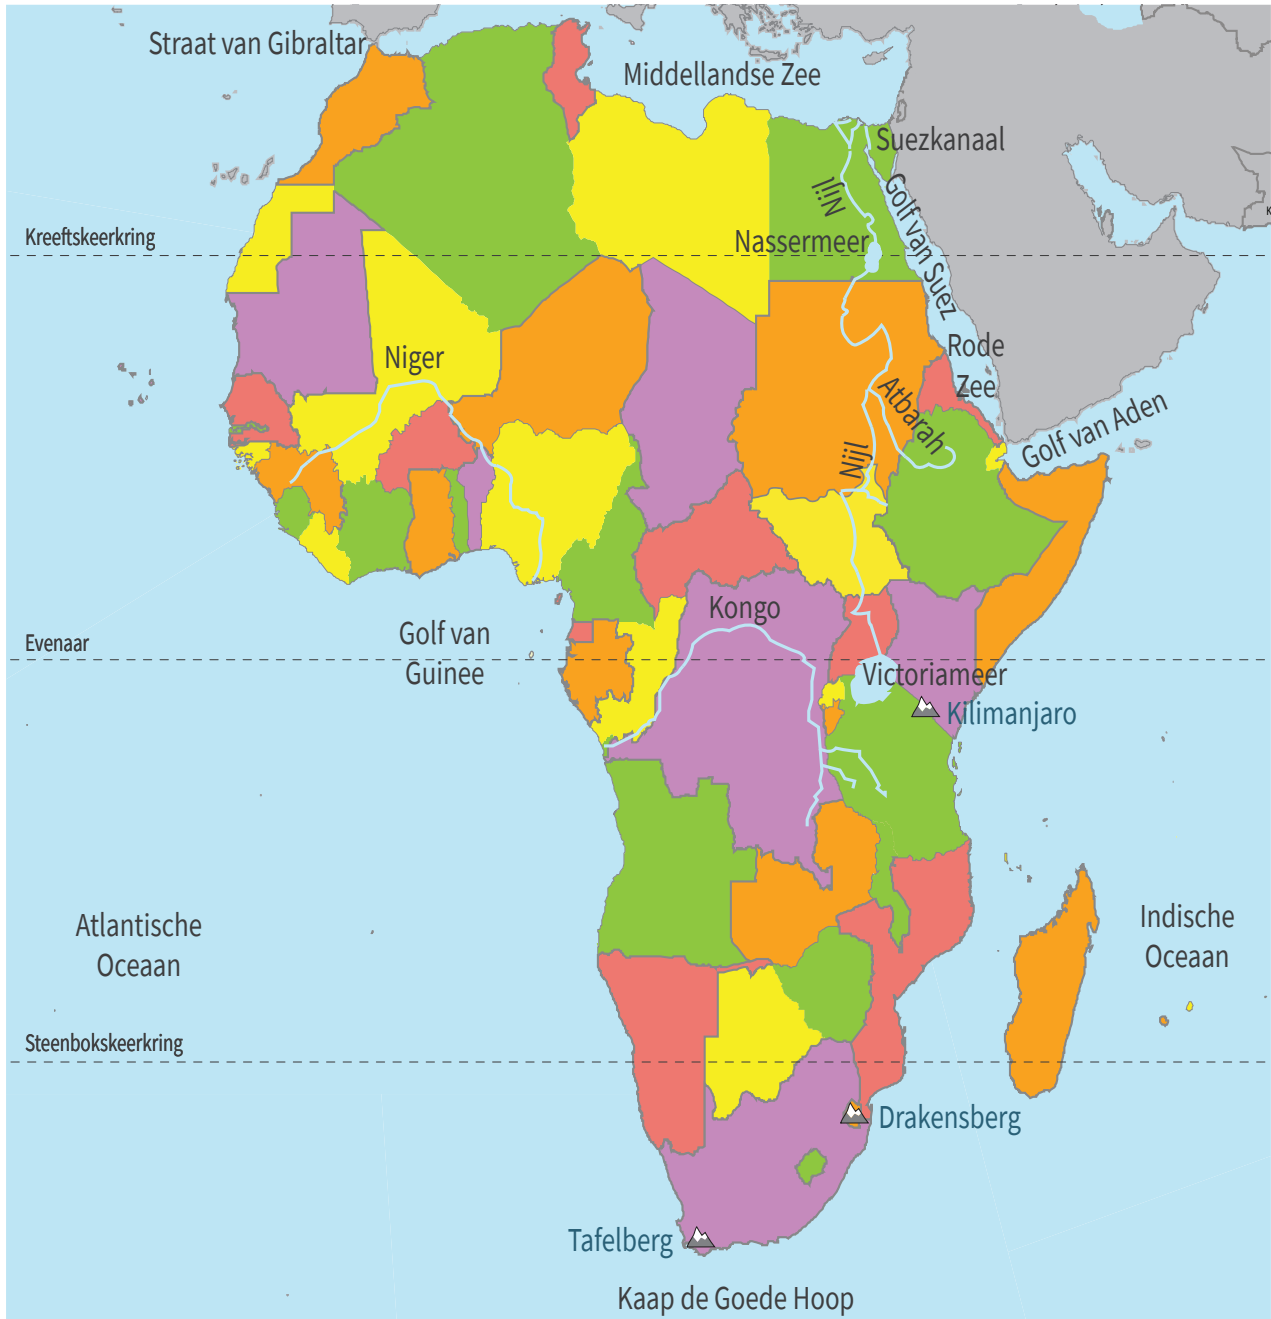 Straat van Gibraltar
Middellandse Zee
Suezkanaal
Nijl
Golf van Suez
Kreeftskeerkring
Nassermeer
K
Rode
Zee
Niger
Atbarah
Golf van Aden
Nijl
Kongo
Evenaar
Golf van
Guinee
Victoriameer
Kilimanjaro
Atlantische
Oceaan
Indische
Oceaan
Steenbokskeerkring
Drakensberg
Tafelberg
Kaap de Goede Hoop